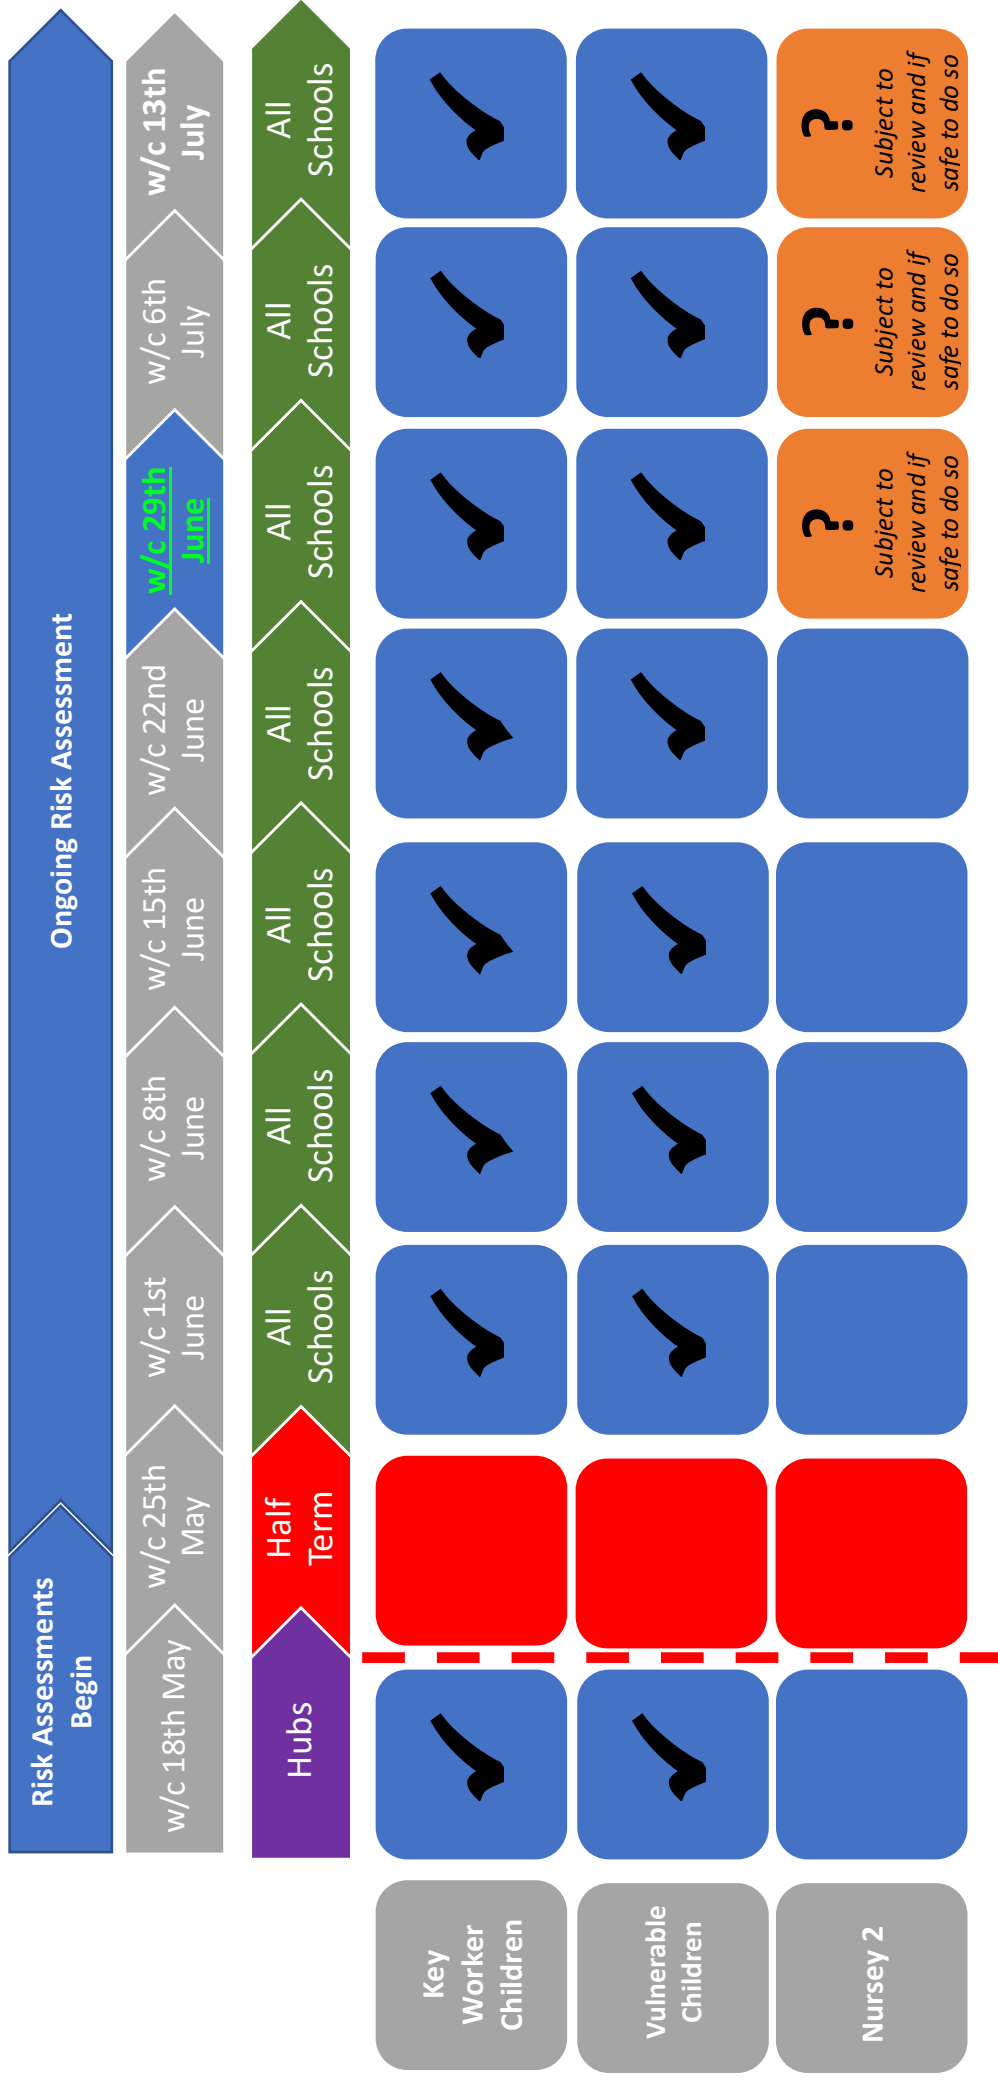 Risk Assessments
Begin
Ongoing Risk Assessment
w/c 18th May
w/c 25th
May
w/c 1st
June
w/c 8th
June
w/c 15th
June
w/c 22nd
June
w/c 29th
June
w/c 6th
July
w/c 13th
July
Hubs
Half
Term
All
Schools
All
Schools
All
Schools
All
Schools
All
Schools
All
Schools
All
Schools
Key
Worker
Children
Vulnerable
Children
Nursey 2
?
Subject to
review and if
safe to do so
?
Subject to
review and if
safe to do so
?
Subject to
review and if
safe to do so